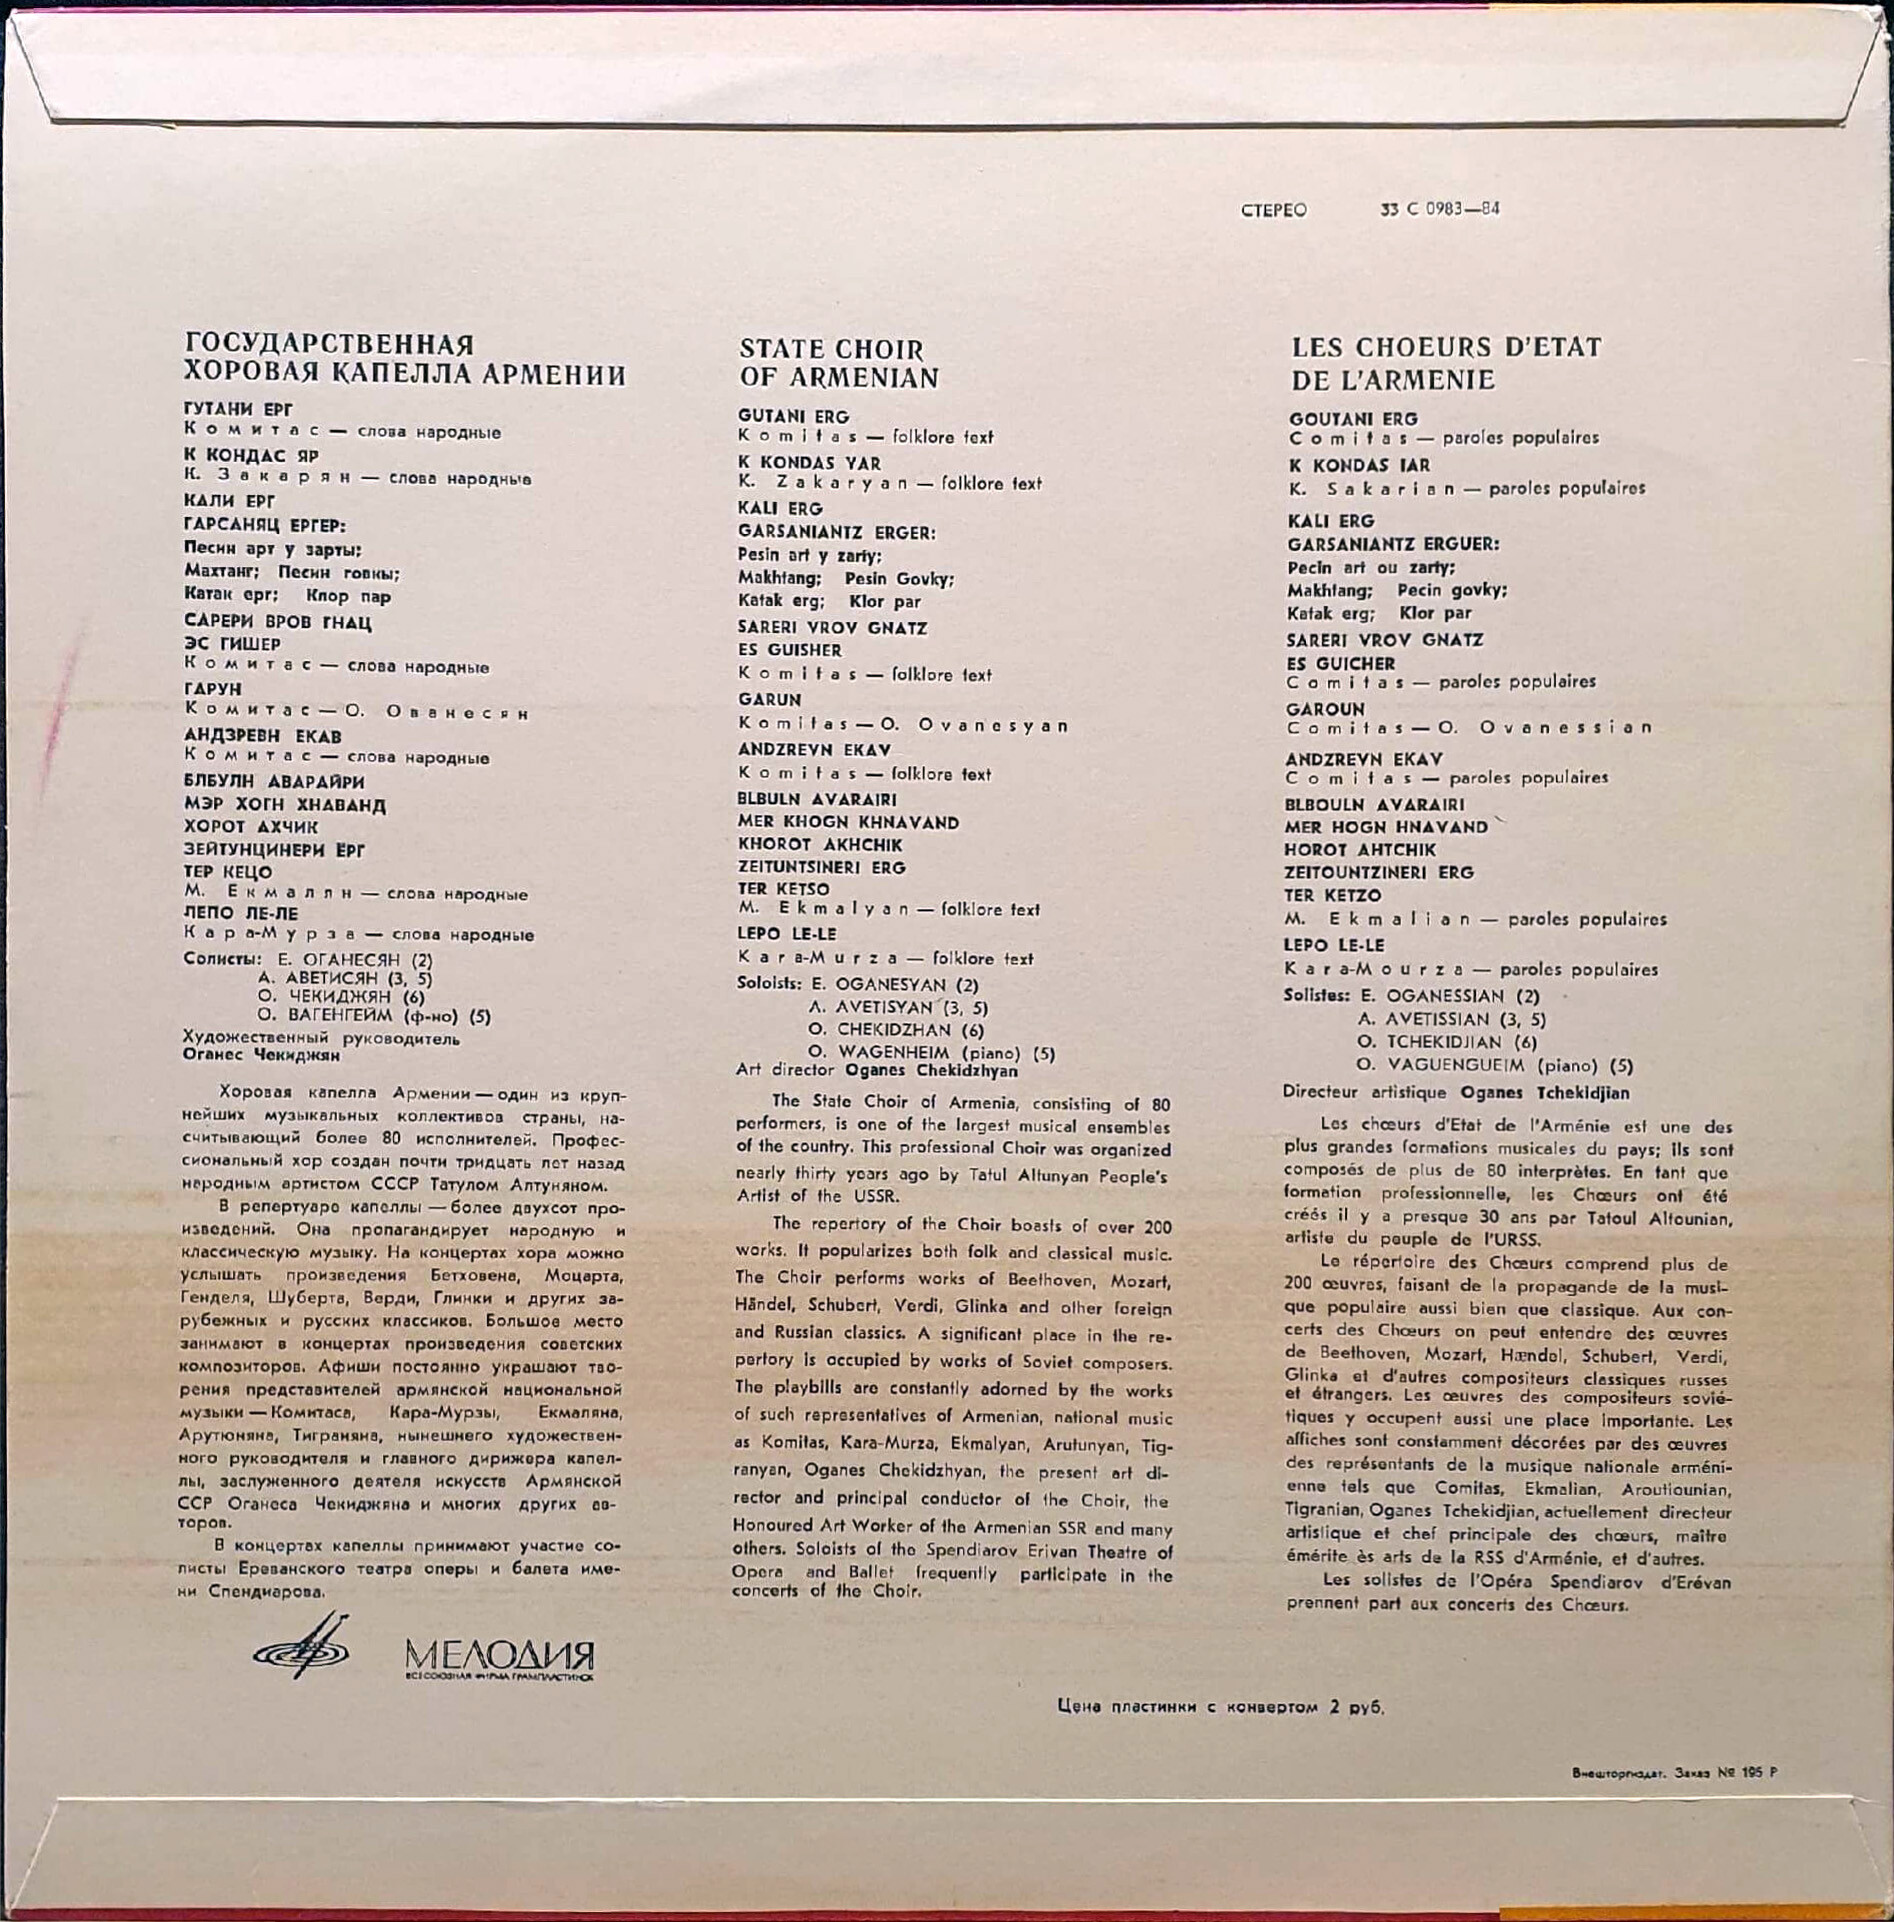 СТЕРЕО 33 С 0983—84
ГОСУДАРСТВЕННАЯ
ХОРОВАЯ КАПЕЛЛА АРМЕНИИ
ГУТАНИ ЕРГ
Комитас — слова народные
К КОНДАС ЯР
К. Закарян — слова народные
КАЛИ ЕРГ
ГАРСАНЯЦ ЕРГЕР:
Песин арт у зарты;
Махтанг; Песин говкы;
Катак ерг; Клор пар
САРЕРИ ВРОВ ГНАЦ
ЭС ГИШЕР
Комитас — слова народные
ГАРУН
Комитас — О. Ованесян
АНДЗРЕВН ЕКАВ
Комитас — слова народные
БЛБУЛН АВАРАЙРИ
МЭР ХОГН ХНАВАНД
ХОРОТ АХЧИК
ЗЕЙТУНЦИНЕРИ ЕРГ
ТЕР КЕЦО
М. Екмалян — слова народные
ЛЕПО ЛЕ-ЛЕ
Кара-Мурза — слова народные
Солисты: Е. ОГАНЕСЯН (2)
А. АВЕТИСЯН (3, 5)
О. ЧЕКИДЖЯН (6)
О. ВАГЕНГЕЙМ (ф-но) (5)
Художественный руководитель
Оганес Чекиджян
Хоровая капелла Армении — один из круп-
нейших музыкальных коллективов страны, на-
считывающий более 80 исполнителей. Профес-
сиональный хор создан почти тридцать лет назад
народным артистом СССР Татулом Алтуняном.
В репертуаре капеллы — более двухсот про-
изведений. Она пропагандирует народную и
классическую музыку. На концертах хора можно
услышать произведения Бетховена, Моцарта,
Генделя, Шуберта, Верди, Глинки и других за-
рубежных и русских классиков. Большое место
занимают в концертах произведения советских
композиторов. Афиши постоянно украшают тво-
рения представителей армянской национальной
музыки — Комитаса, Кара-Мурзы, Екмаляна,
Арутюняна, Тиграняна, нынешнего художествен-
ного руководителя и главного дирижера капел-
лы, заслуженного деятеля искусств Армянской
ССР Оганеса Чекиджяна и многих других ав-
торов.
В концертах капеллы принимают участие со-
листы Ереванского театра оперы и балета име-
ни Спендиарова.
STATE CHOIR
OF ARMENIAN
GUTANI ERG
Komitas — folklore text
K KONDAS YAR
K. Zakaryan — folklore text
KALI ERG
GARSANIANTZ ERGER:
Pesin art y zarty;
Makhtang; Pesin Govky;
Katak erg; Klor par
SARERI VROV GNATZ
ES GUISHER
Komitas — folklore text
GARUN
Komitas — O. Ovanesyan
ANDZREVN EKAV
Komitas — folklore text
BLBULN AVARAIRI
MER KHOGN KHNAVAND
KHOROT AKHCHIK
ZEITUNTSINERI ERG
TER KETSO
M. Ekmalyan — folklore text
LEPO LE-LE
Kara-Murza — folklore text
Soloists: E. OGANESYAN (2)
A. AVETISYAN (3, 5)
O. CHEKIDZHAN (6)
O. WAGENHEIM (piano) (5)
Art director Oganes Chekidzhyan
The State Choir of Armenia, consisting of 80
performers, is one of the largest musical ensembles
of the country. This professional Choir was organized
nearly thirty years ago by Tatul Altunyan People's
Artist of the USSR.
The repertory of the Choir boasts of over 200
works. It popularizes both folk and classical music.
The Choir performs works of Beethoven, Mozart,
Händel, Schubert, Verdi, Glinka and other foreign
and Russian classics. A significant place in the re-
pertory is occupied by works of Soviet composers.
The playbills are constantly adorned by the works
of such representatives of Armenian, national music
as Komitas, Kara-Murza, Ekmalyan, Arutunyan, Tig-
ranyan, Oganes Chekidzhyan, the present art di-
rector and principal conductor of the Choir, the
Honoured Art Worker of the Armenian SSR and many
others. Soloists of the Spendiarov Erivan Theatre of
Opera and Ballet frequently participate in the
concerts of the Choir.
LES CHOEURS D'ETAT
DE L'ARMENIE
GOUTANI ERG
Comitas — paroles populaires
K KONDAS IAR
K. Sakarian — paroles populaires
KALI ERG
GARSANIANTZ ERGUER:
Pecin art ou zarty;
Makhtang; Pecin govky;
Katak erg; Klor par
SARERI VROV GNATZ
ES GUICHER
Comitas — paroles populaires
GAROUN
Comitas — O. Ovanessian
ANDZREVN EKAV
Comitas — paroles populaires
BLBOULN AVARAIRI
MER HOGN HNAVAND
HOROT AHTCHIK
ZEITOUNTZINERI ERG
TER KETZO
M. Ekmalian — paroles populaires
LEPO LE-LE
Kara-Mourza — paroles populaires
Solistes: E. OGANESSIAN (2)
A. AVETISSIAN (3, 5)
O. TCHEKIDJIAN (6)
O. VAGUENGUEIM (piano) (5)
Directeur artistique Oganes Tchekidjian
Les chœurs d'Etat de l'Arménie est une des
plus grandes formations musicales du pays; ils sont
composés de plus de 80 interprètes. En tant que
formation professionnelle, les Chœurs ont été
créés il y a presque 30 ans par Tatoul Altounian,
artiste du peuple de l'URSS.
Le répertoire des Chœurs comprend plus de
200 œuvres, faisant de la propagande de la musi-
que populaire aussi bien que classique. Aux con-
certs des Chœurs on peut entendre des œuvres
de Beethoven, Mozart, Hændel, Schubert, Verdi,
Glinka et d'autres compositeurs classiques russes
et étrangers. Les œuvres des compositeurs sovié-
tiques y occupent aussi une place importante. Les
affiches sont constamment décorées par des œuvres
des représentants de la musique nationale arméni-
enne tels que Comitas, Ekmalian, Aroutiounian,
Tigranian, Oganes Tchekidjian, actuellement directeur
artistique et chef principale des chœurs, maître
émérite ès arts de la RSS d'Arménie, et d'autres.
Les solistes de l'Opéra Spendiarov d'Erévan
prennent part aux concerts des Chœurs.
МЕЛОДИЯ
ВСЕСОЮЗНАЯ ФИРМА ГРАМПЛАСТИНОК
Цена пластинки с конвертом 2 руб.
Внешторгиздат. Заказ № 195 Р